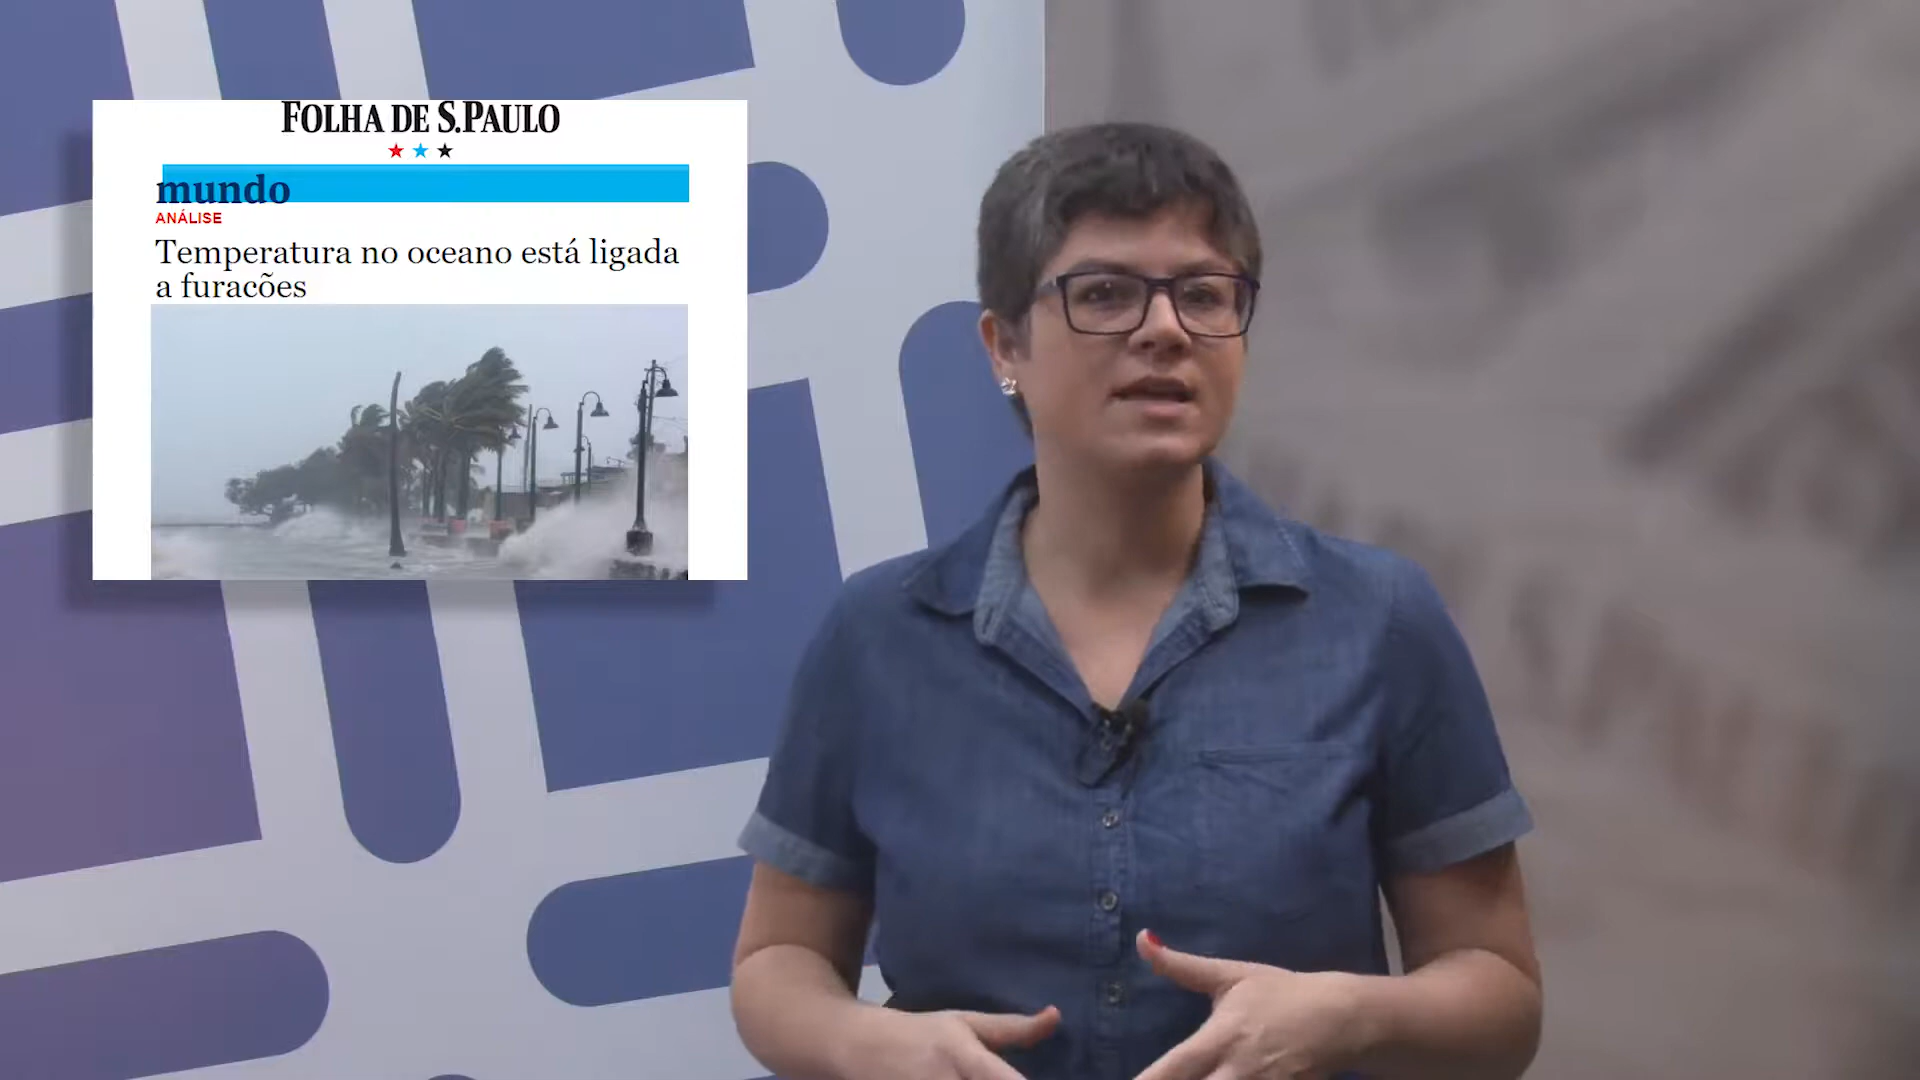 FOLHA DE S.PAULO
mundo
ANÁLISE
Temperatura no oceano está ligada
a furacões